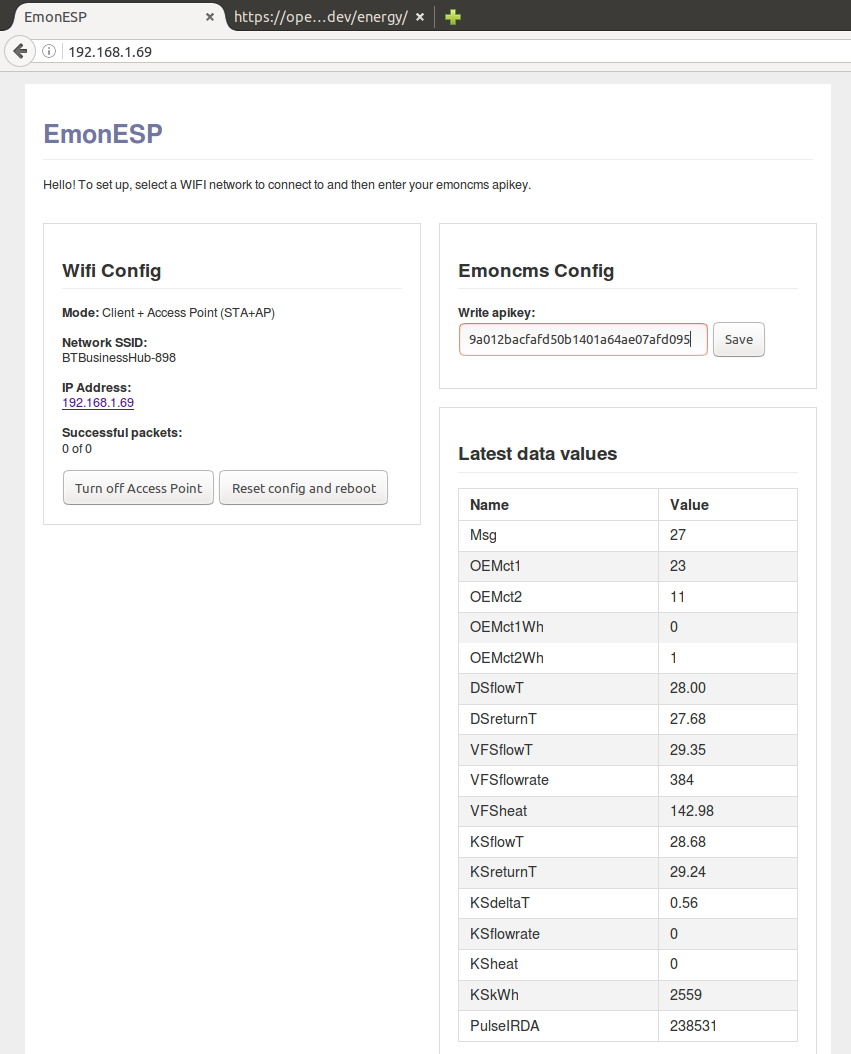 EmonESP
https://ope...dev/energy/
192.168.1.69
EmonESP
Hello! To set up, select a WIFI network to connect to and then enter your emoncms apikey.
Wifi Config
Mode: Client + Access Point (STA+AP)
Network SSID:
BTBusinessHub-898
IP Address:
192.168.1.69
Successful packets:
0 of 0
Turn off Access Point Reset config and reboot
Emoncms Config
Write apikey:
9a012bacfafd50b1401a64ae07afd095 Save
Latest data values
Name Value
Msg 27
OEMct1 23
OEMct2 11
OEMct1Wh 0
OEMct2Wh 1
DSflowT 28.00
DSreturnT 27.68
VFSflowT 29.35
VFSflowrate 384
VFSheat 142.98
KSflowT 28.68
KSreturnT 29.24
KSdeltaT 0.56
KSflowrate 0
KSheat 0
KSkWh 2559
PulseIRDA 238531